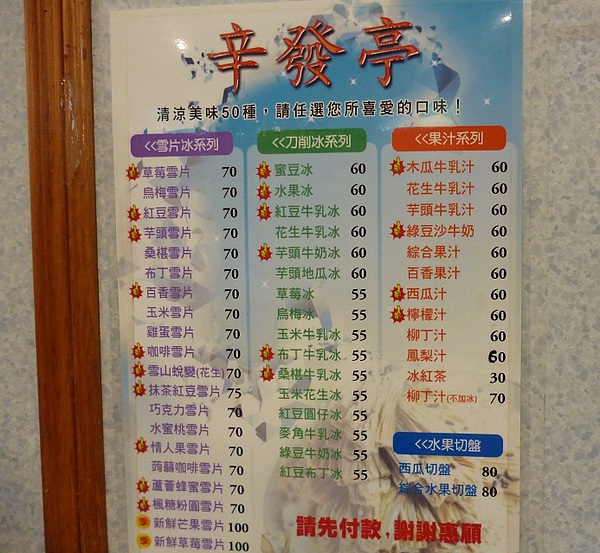 辛發亭
清涼美味50種，請任選您所喜愛的口味！
<<雪片冰系列
草莓雪片 70
烏梅雪片 70
紅豆雪片 70
芋頭雪片 70
桑椹雪片 70
布丁雪片 70
百香雪片 70
玉米雪片 70
雞蛋雪片 70
咖啡雪片 70
雪山蛻變(花生) 70
抹茶紅豆雪片 75
巧克力雪片 70
水蜜桃雪片 70
情人果雪片 70
蒟蒻咖啡雪片 70
蘆薈蜂蜜雪片 70
楓糖粉圓雪片 70
季 新鮮芒果雪片 100
季 新鮮草莓雪片 100
<<刀削冰系列
蜜豆冰 60
水果冰 60
紅豆牛乳冰 60
花生牛乳冰 60
芋頭牛奶冰 60
芋頭地瓜冰 60
草莓冰 55
烏梅冰 55
玉米牛乳冰 55
布丁牛乳冰 55
桑椹牛乳冰 55
玉米花生冰 55
紅豆圓仔冰 55
麥角牛乳冰 55
綠豆牛奶冰 55
紅豆布丁冰 55
<<果汁系列
木瓜牛乳汁 60
花生牛乳汁 60
芋頭牛乳汁 60
綠豆沙牛奶 60
綜合果汁 60
百香果汁 60
西瓜汁 60
檸檬汁 60
柳丁汁 60
鳳梨汁 60
冰紅茶 30
柳丁汁(不加冰) 70
<<水果切盤
西瓜切盤 80
綜合水果切盤 80
請先付款，謝謝惠顧